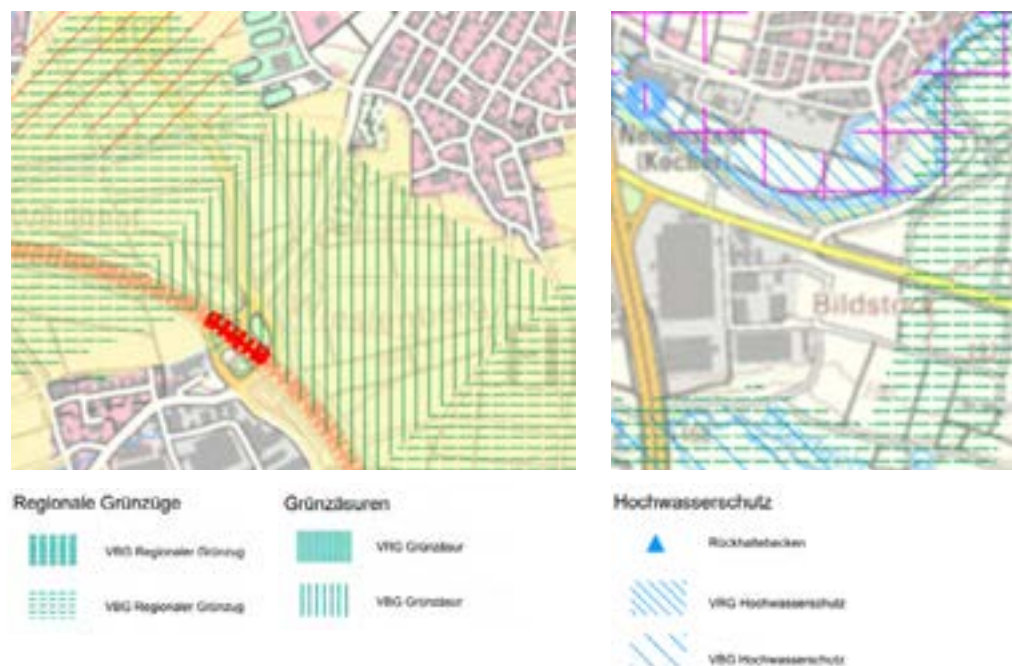 (Kocher)
Bildstock
Regionale Grünzüge
VRG Regionaler Grünzug
VBG Regionaler Grünzug
Grünzäsuren
VRG Grünzäsur
VBG Grünzäsur
Hochwasserschutz
Rückhaltebecken
VRG Hochwasserschutz
VBG Hochwasserschutz